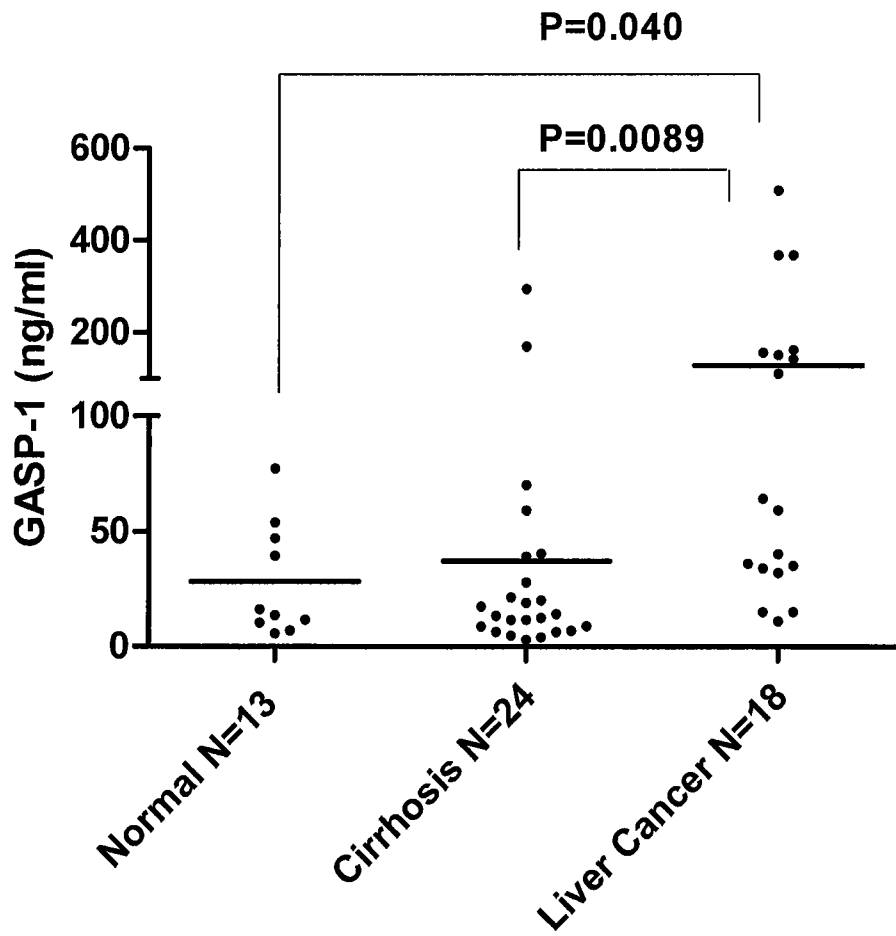 P=0.040
P=0.0089
600
400
200
100
50
0
GASP-1 (ng/ml)
Normal N=13
Cirrhosis N=24
Liver Cancer N=18